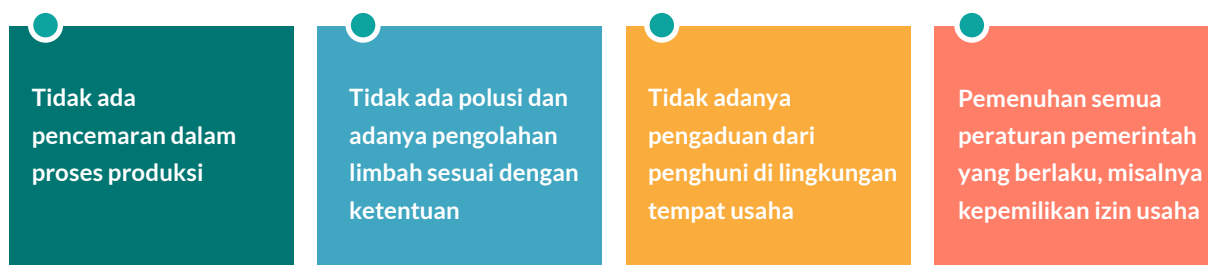 Tidak ada
pencemaran dalam
proses produksi
Tidak ada polusi dan
adanya pengolahan
limbah sesuai dengan
ketentuan
Tidak adanya
pengaduan dari
penghuni di lingkungan
tempat usaha
Pemenuhan semua
peraturan pemerintah
yang berlaku, misalnya
kepemilikan izin usaha